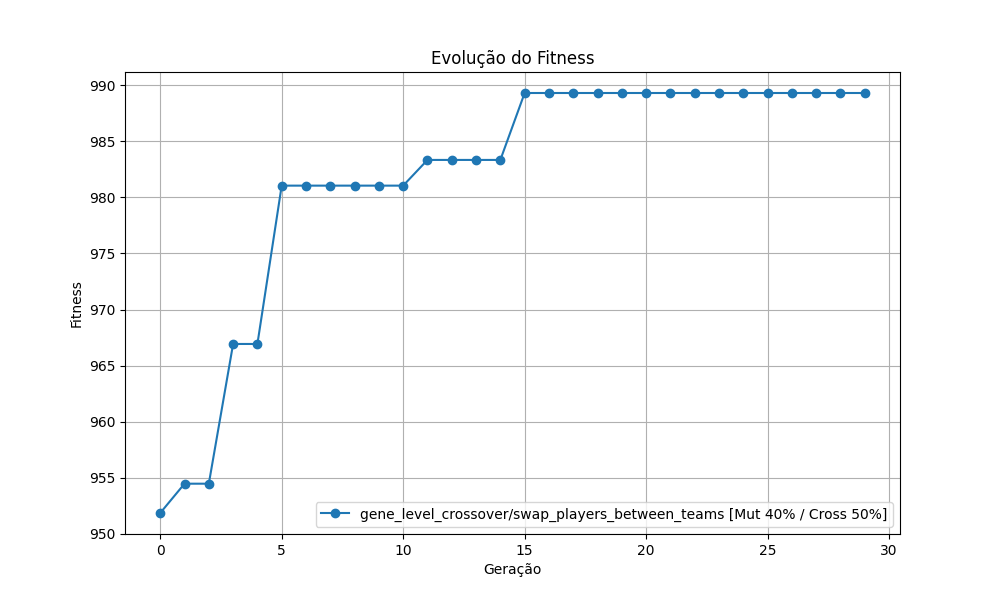 Evolução do Fitness
Fitness
990
985
980
975
970
965
960
955
950
gene_level_crossover/swap_players_between_teams [Mut 40% / Cross 50%]
0 5 10 15 20 25 30
Geração